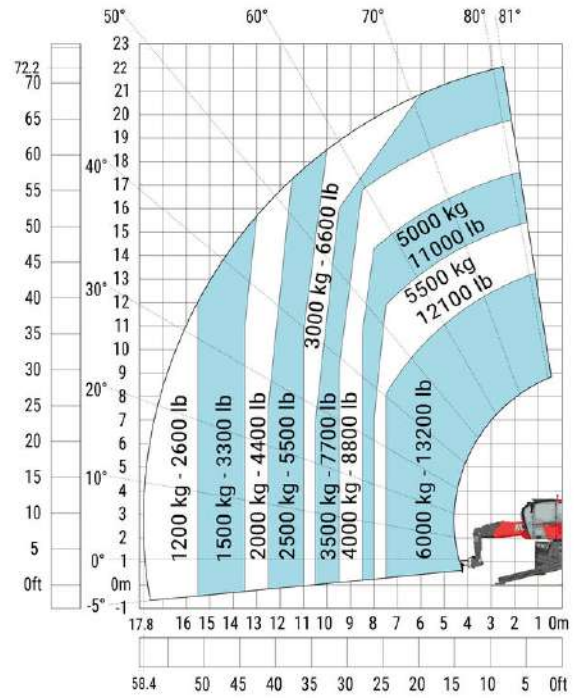 50° 60° 70° 80° 81°
23
72.2 22
70 21
20
65 19
60 18
40° 17
55 16
50 15
14
45 13
30° 12
40 11
35 10
30 9
20° 8
25 7
20 6
5
15 10° 4
10 3
2
5 0° 1
0ft 0m
-5° -1
1200 kg - 2600 lb
1500 kg - 3300 lb
2000 kg - 4400 lb
2500 kg - 5500 lb
3000 kg - 6600 lb
3500 kg - 7700 lb
4000 kg - 8800 lb
5000 kg
11000 lb
5500 kg
12100 lb
6000 kg - 13200 lb
17.8 16 15 14 13 12 11 10 9 8 7 6 5 4 3 2 1 0m
58.4 50 45 40 35 30 25 20 15 10 5 0ft